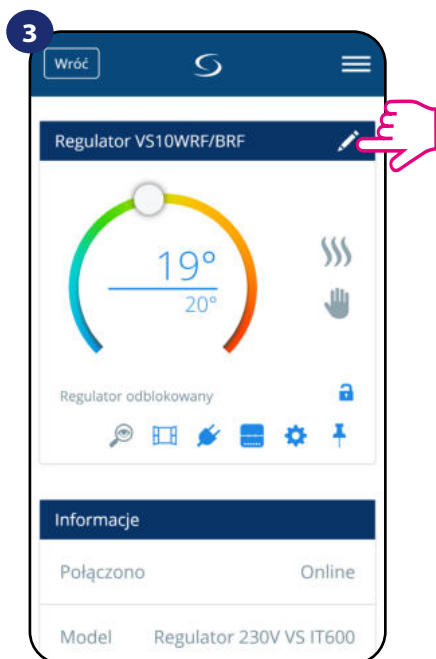 3
Wróć
Regulator VS10WRF/BRF
19°
20°
Regulator odblokowany
Informacje
Połączono Online
Model Regulator 230V VS IT600